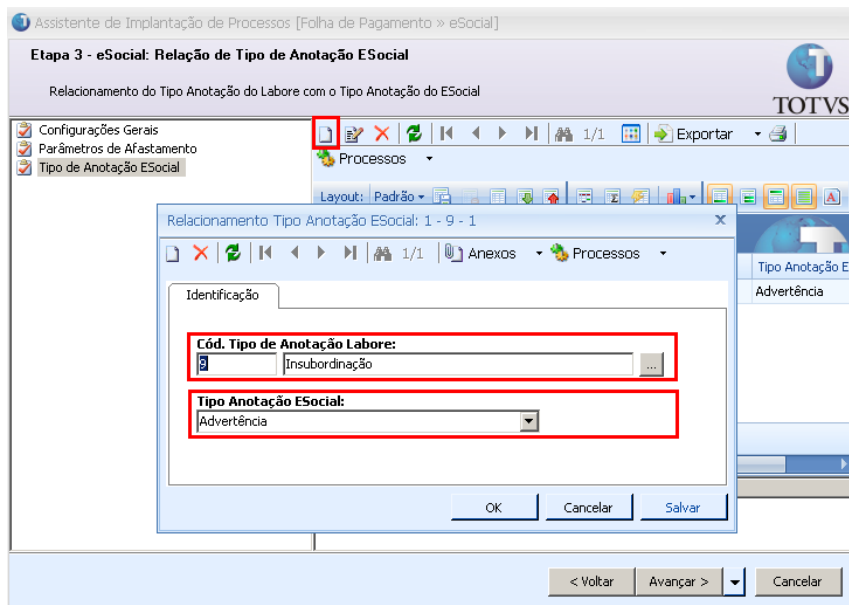 Assistente de Implantação de Processos [Folha de Pagamento » eSocial]
Etapa 3 - eSocial: Relação de Tipo de Anotação ESocial
Relacionamento do Tipo Anotação do Labore com o Tipo Anotação do ESocial
TOTVS
Configurações Gerais
Parâmetros de Afastamento
Tipo de Anotação ESocial
1/1 Exportar
Processos
Layout: Padrão
Relacionamento Tipo Anotação ESocial: 1 - 9 - 1
x
1/1 Anexos Processos
Tipo Anotação E
Advertência
Identificação
Cód. Tipo de Anotação Labore:
9 Insubordinação ...
Tipo Anotação ESocial:
Advertência
OK Cancelar Salvar
< Voltar Avançar > Cancelar